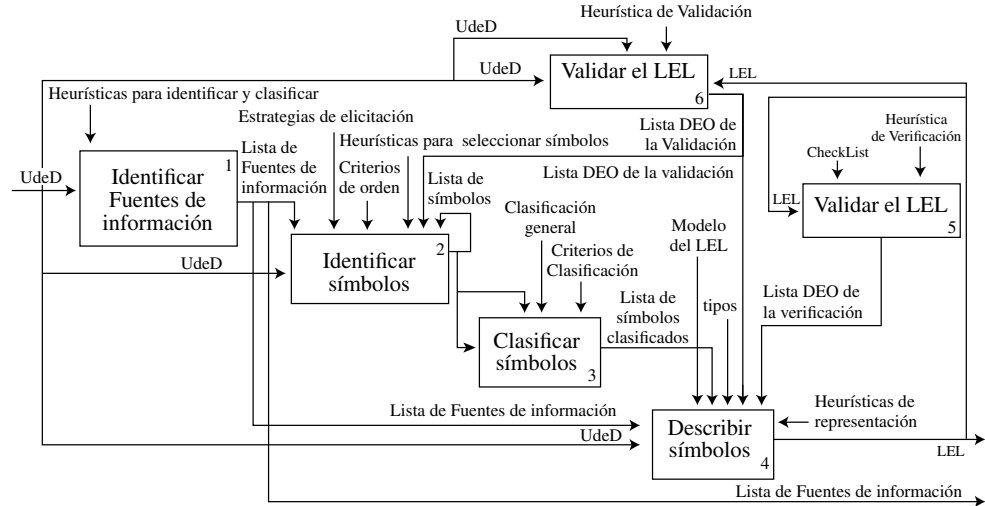 Heurística de Validación
UdeD
UdeD
Validar el LEL
6
LEL
Heurísticas para identificar y clasificar
Estrategias de elicitación
Heurísticas para seleccionar símbolos
Lista DEO de
la Validación
Lista DEO de la validación
Heurística
de Verificación
CheckList
LEL
Validar el LEL
5
UdeD
Identificar
Fuentes de
información
1
Lista de
Fuentes de
información
Criterios
de orden
Lista de
símbolos
Clasificación
general
Criterios de
Clasificación
Modelo
del LEL
UdeD
Identificar
símbolos
2
Lista de
símbolos
clasificados
tipos
Lista DEO de
la verificación
Clasificar
símbolos
3
Lista de Fuentes de información
UdeD
Describir
símbolos
4
Heurísticas de
representación
LEL
Lista de Fuentes de información